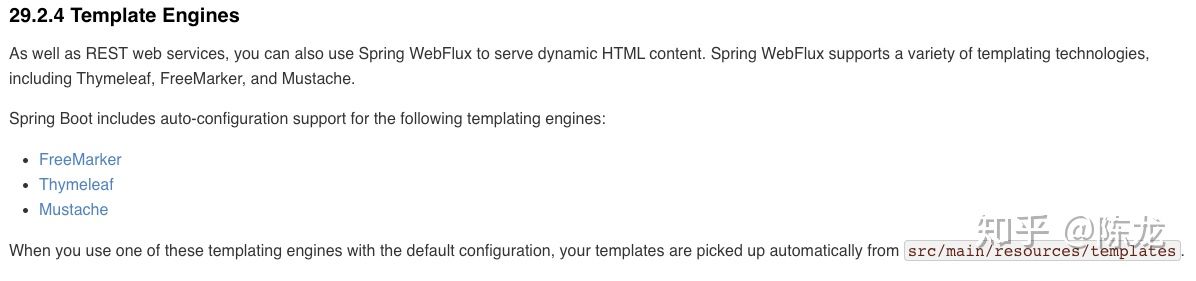 29.2.4 Template Engines
As well as REST web services, you can also use Spring WebFlux to serve dynamic HTML content. Spring WebFlux supports a variety of templating technologies,
including Thymeleaf, FreeMarker, and Mustache.
Spring Boot includes auto-configuration support for the following templating engines:
• FreeMarker
• Thymeleaf
• Mustache
知乎 @陈龙
When you use one of these templating engines with the default configuration, your templates are picked up automatically from src/main/resources/templates.